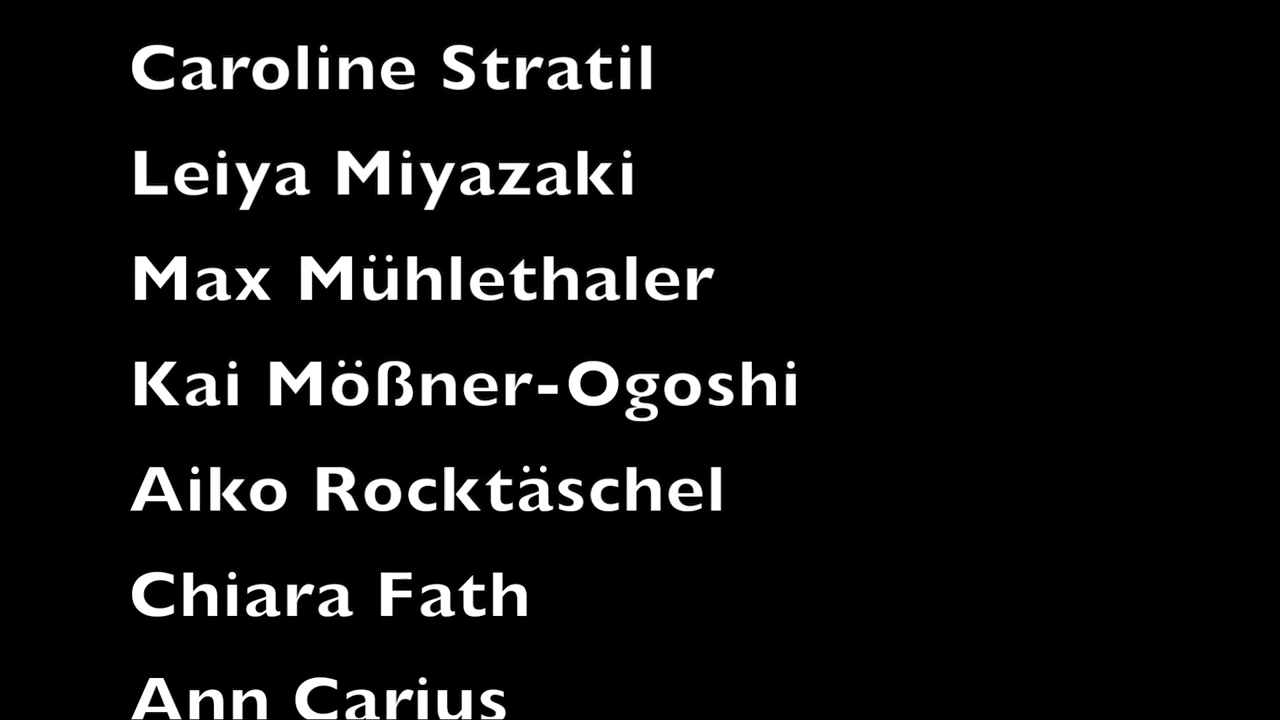 Caroline Stratil
Leiya Miyazaki
Max Mühlethaler
Kai Mößner-Ogoshi
Aiko Rocktäschel
Chiara Fath
Ann Carius